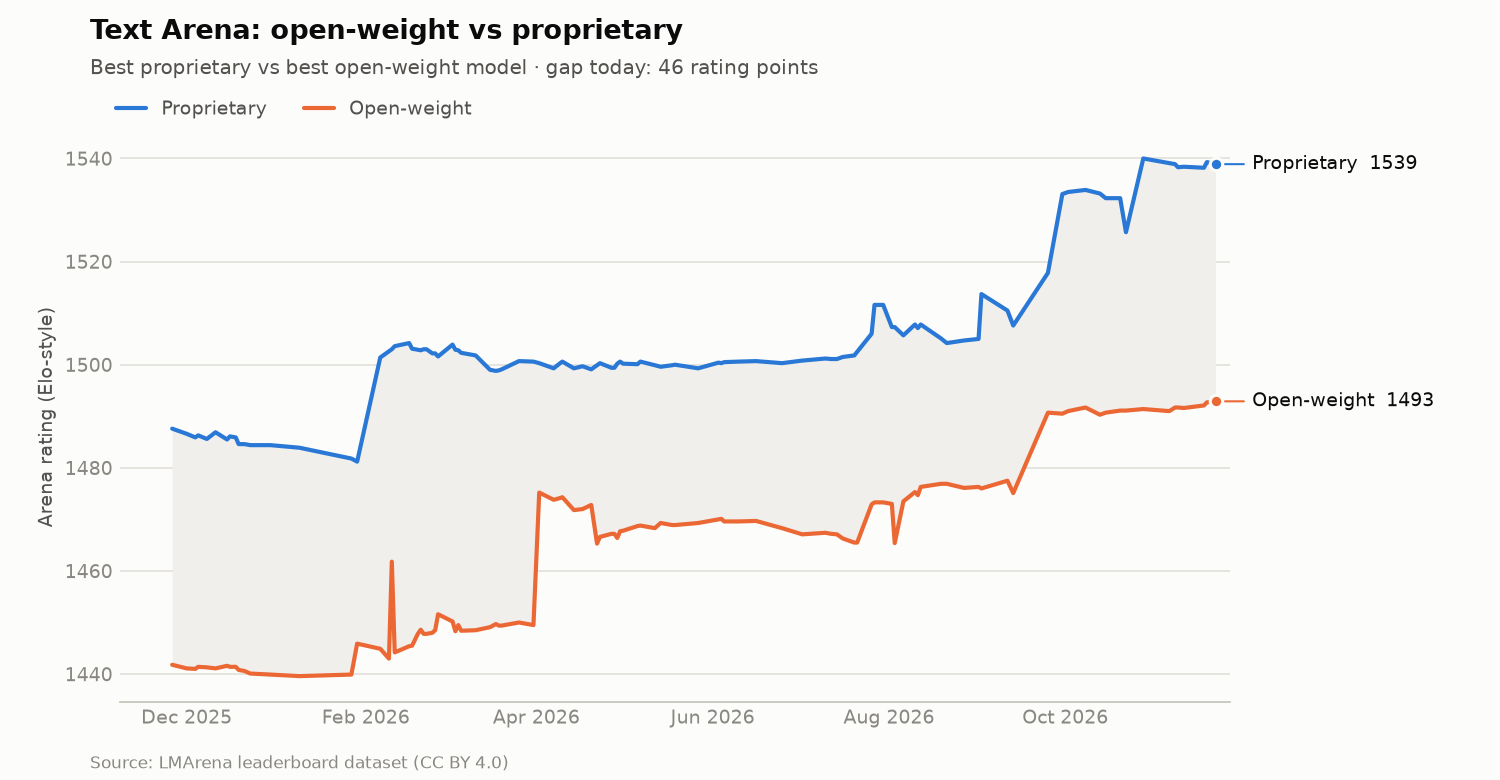 Text Arena: open-weight vs proprietary
Best proprietary vs best open-weight model · gap today: 46 rating points
Proprietary Open-weight
Arena rating (Elo-style)
1540
1520
1500
1480
1460
1440
Proprietary 1539
Open-weight 1493
Dec 2025 Feb 2026 Apr 2026 Jun 2026 Aug 2026 Oct 2026
Source: LMArena leaderboard dataset (CC BY 4.0)